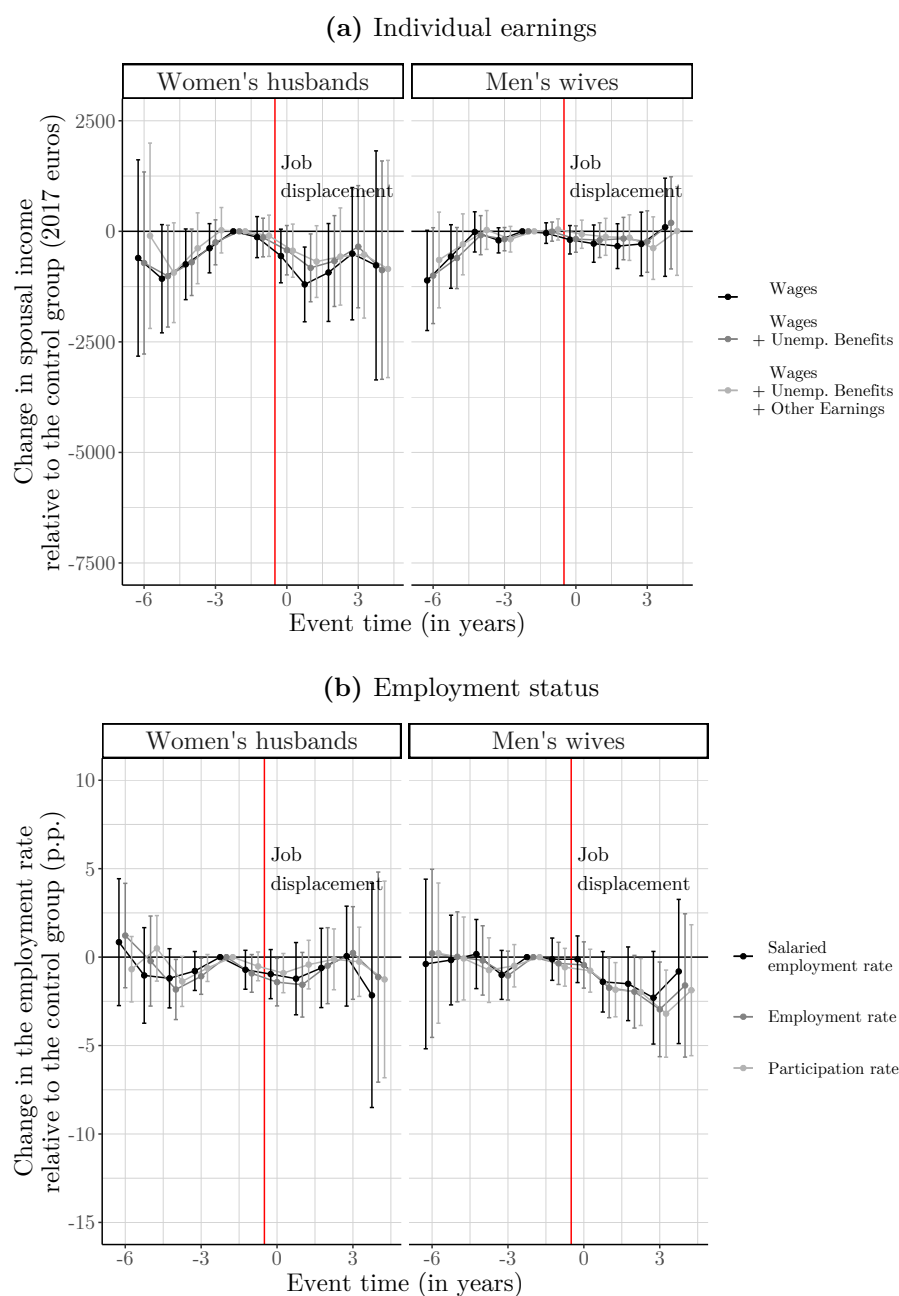 (a) Individual earnings
Women's husbands
Men's wives
Change in spousal income
relative to the control group (2017 euros)
2500
0
-2500
-5000
-7500
Job
displacement
Job
displacement
-6
-3
0
3
-6
-3
0
3
Event time (in years)
Wages
Wages
+ Unemp. Benefits
Wages
+ Unemp. Benefits
+ Other Earnings
(b) Employment status
Women's husbands
Men's wives
Change in the employment rate
relative to the control group (p.p.)
10
5
0
-5
-10
-15
Job
displacement
Job
displacement
-6
-3
0
3
-6
-3
0
3
Event time (in years)
Salaried
employment rate
Employment rate
Participation rate